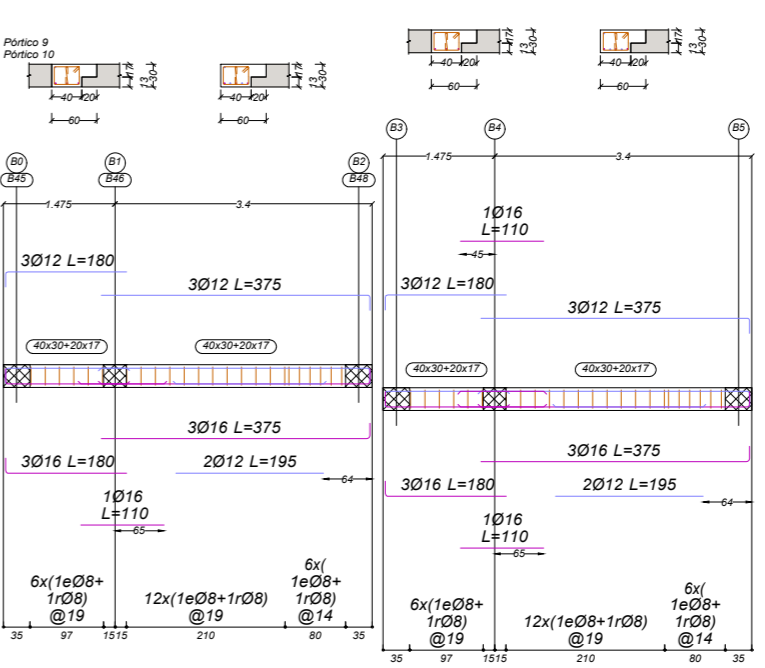 Pórtico 9
Pórtico 10
40 20
17
13
30
60
40 20
17
13
30
60
B0
B45
B1
B46
B2
B48
1.475
3.4
3Ø12 L=180
3Ø12 L=375
40x30+20x17
40x30+20x17
3Ø16 L=375
3Ø16 L=180
2Ø12 L=195
64
1Ø16
L=110
65
6x(1eØ8+
1rØ8)
@19
12x(1eØ8+1rØ8)
@19
6x(
1eØ8+
1rØ8)
@14
35 97 1515 210 80 35
40 20
17
13
30
60
40 20
17
13
30
60
B3
B4
B5
1.475
3.4
1Ø16
L=110
45
3Ø12 L=180
3Ø12 L=375
40x30+20x17
40x30+20x17
3Ø16 L=375
3Ø16 L=180
2Ø12 L=195
64
1Ø16
L=110
65
6x(1eØ8+
1rØ8)
@19
12x(1eØ8+1rØ8)
@19
6x(
1eØ8+
1rØ8)
@14
35 97 1515 210 80 35